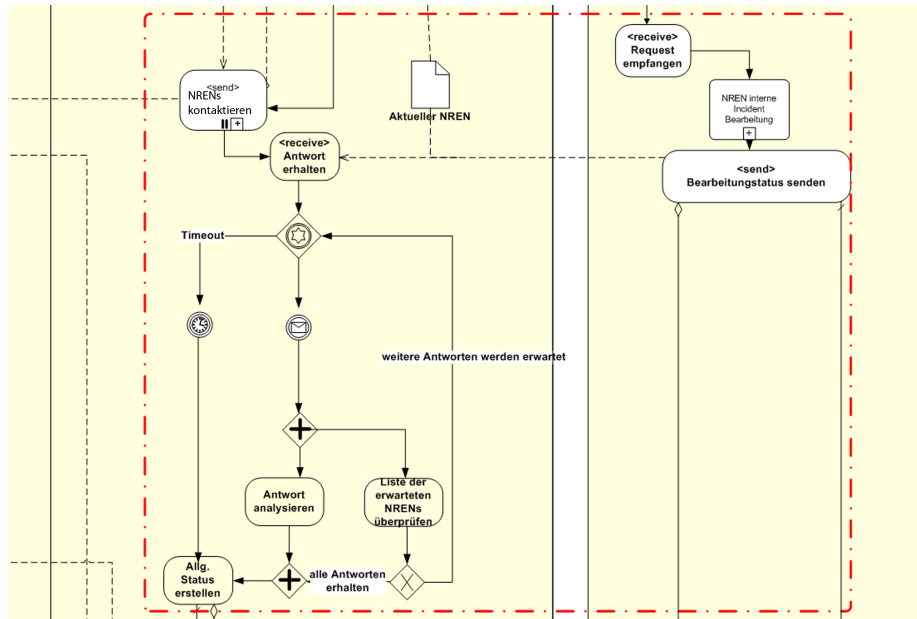 <send>
NRENs
kontaktieren
<receive>
Antwort
erhalten
Aktueller NREN
<receive>
Request
empfangen
NREN interne
Incident
Bearbeitung
<send>
Bearbeitungstatus senden
Timeout
weitere Antworten werden erwartet
Antwort
analysieren
Liste der
erwarteten
NRENs
überprüfen
Allg.
Status
erstellen
alle Antworten
erhalten